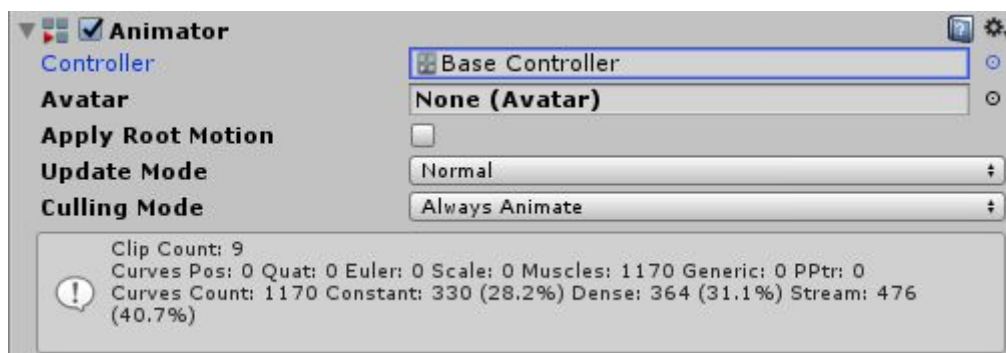 Animator
Controller Base Controller
Avatar None (Avatar)
Apply Root Motion
Update Mode Normal
Culling Mode Always Animate
Clip Count: 9
Curves Pos: 0 Quat: 0 Euler: 0 Scale: 0 Muscles: 1170 Generic: 0 PPtr: 0
Curves Count: 1170 Constant: 330 (28.2%) Dense: 364 (31.1%) Stream: 476
(40.7%)